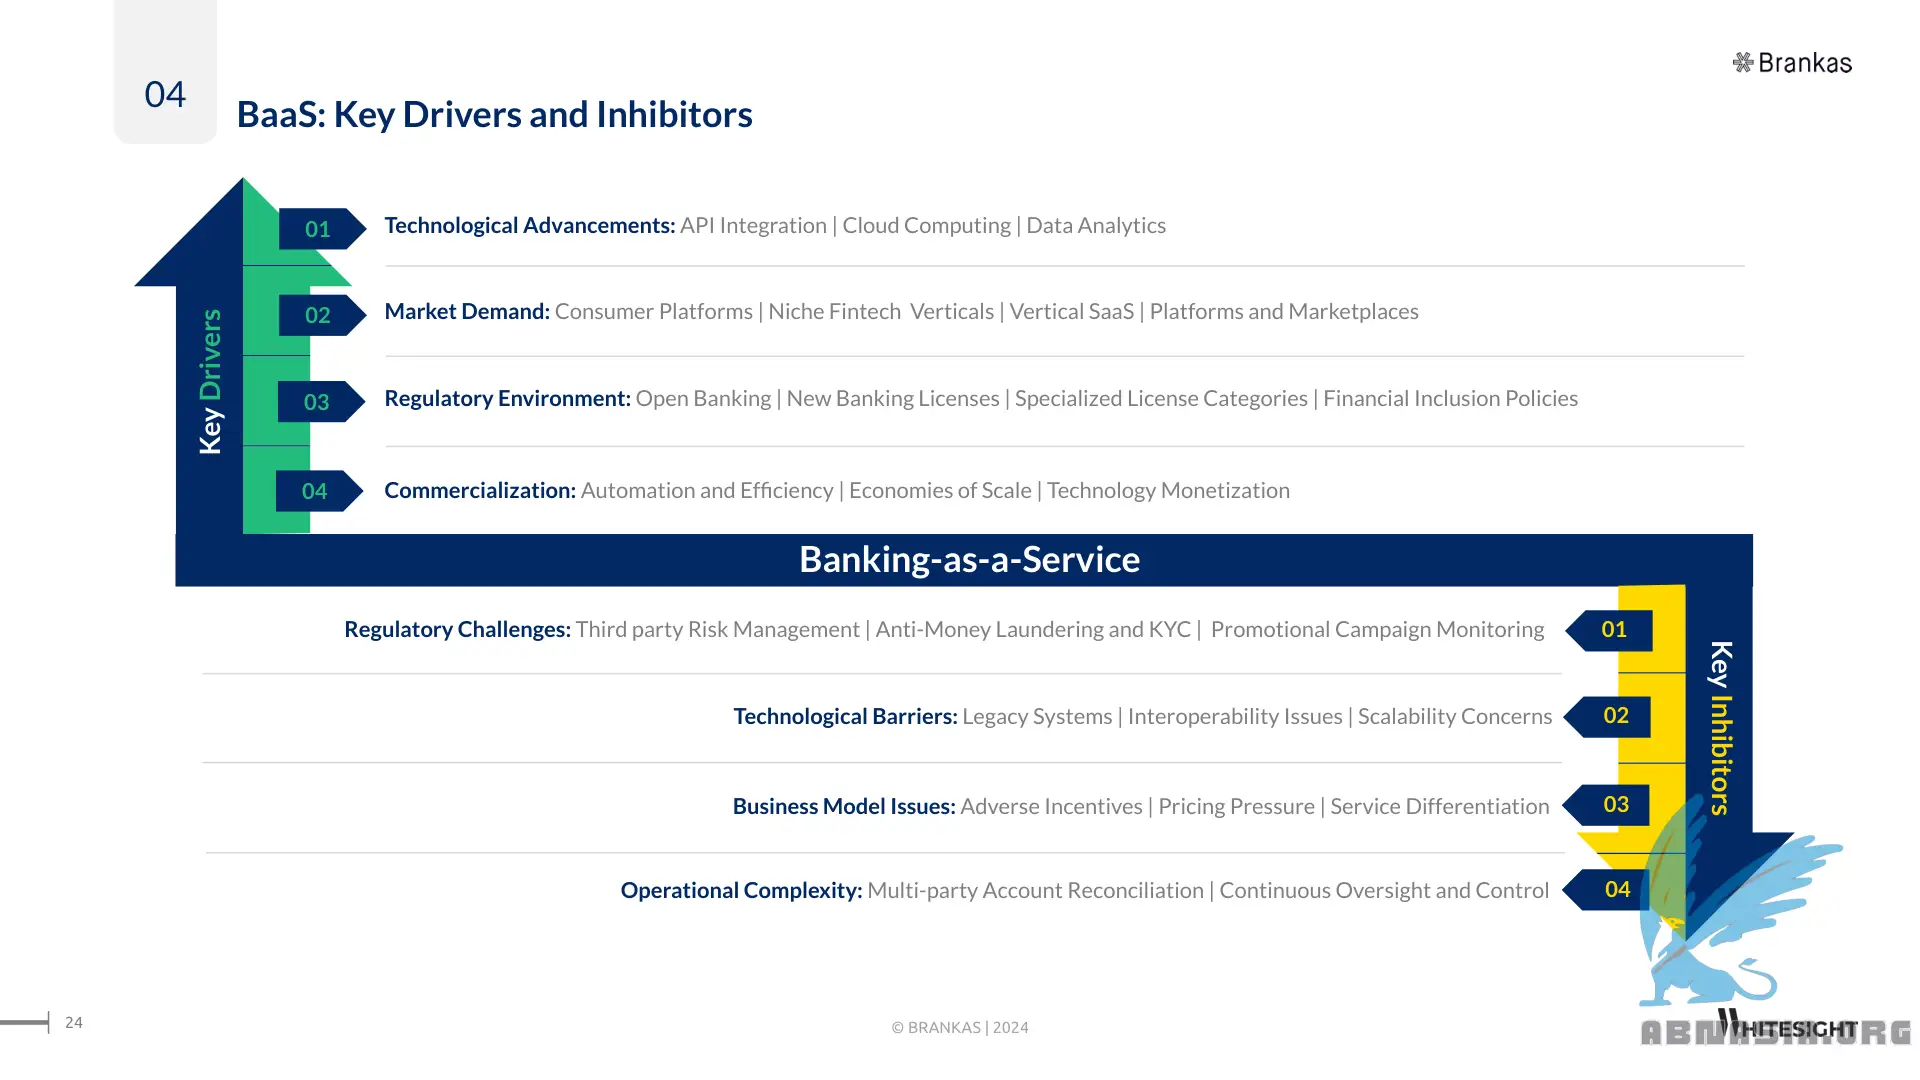 04
Brankas
BaaS: Key Drivers and Inhibitors
Key Drivers
01
Technological Advancements: API Integration | Cloud Computing | Data Analytics
02
Market Demand: Consumer Platforms | Niche Fintech  Verticals | Vertical SaaS | Platforms and Marketplaces
03
Regulatory Environment: Open Banking | New Banking Licenses | Specialized License Categories | Financial Inclusion Policies
04
Commercialization: Automation and Efficiency | Economies of Scale | Technology Monetization
Banking-as-a-Service
Key Inhibitors
Regulatory Challenges: Third party Risk Management | Anti-Money Laundering and KYC |  Promotional Campaign Monitoring
01
Technological Barriers: Legacy Systems | Interoperability Issues | Scalability Concerns
02
Business Model Issues: Adverse Incentives | Pricing Pressure | Service Differentiation
03
Operational Complexity: Multi-party Account Reconciliation | Continuous Oversight and Control
04
24
© BRANKAS | 2024
WHITESIGHT
ABNASIA.ORG